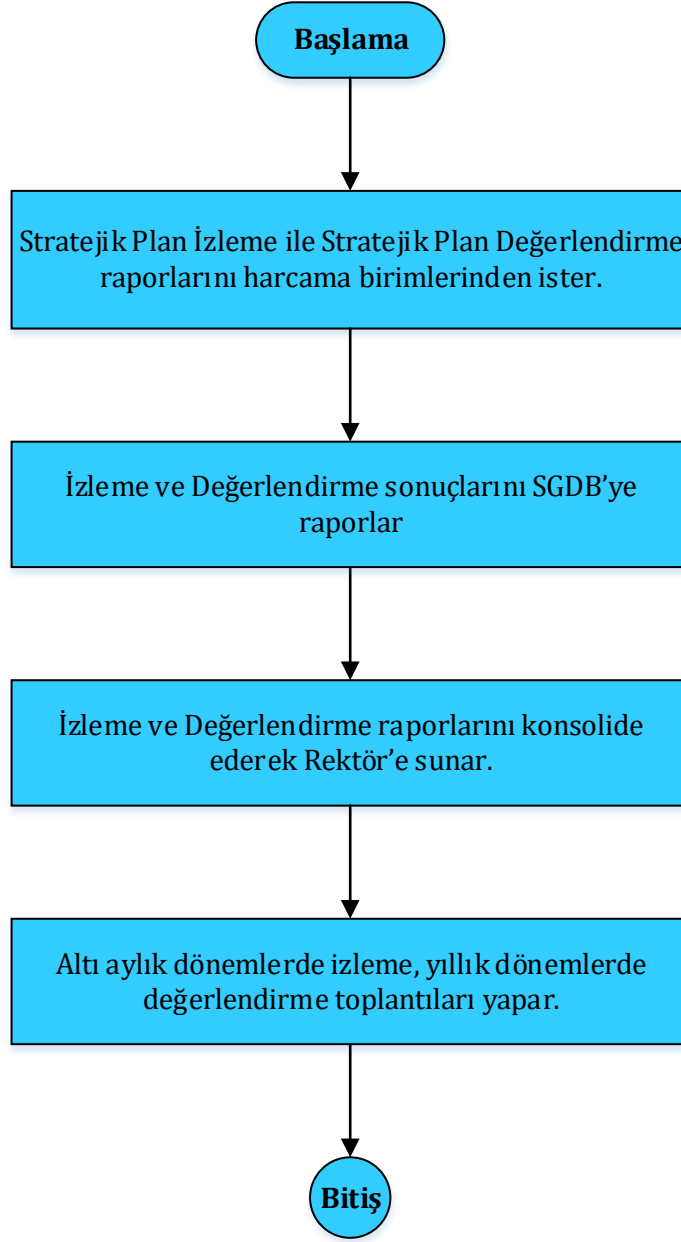 Başlama
Stratejik Plan İzleme ile Stratejik Plan Değerlendirme
raporlarını harcama birimlerinden ister.
İzleme ve Değerlendirme sonuçlarını SGDB’ye
raporlar
İzleme ve Değerlendirme raporlarını konsolide
ederek Rektör’e sunar.
Altı aylık dönemlerde izleme, yıllık dönemlerde
değerlendirme toplantıları yapar.
Bitiş